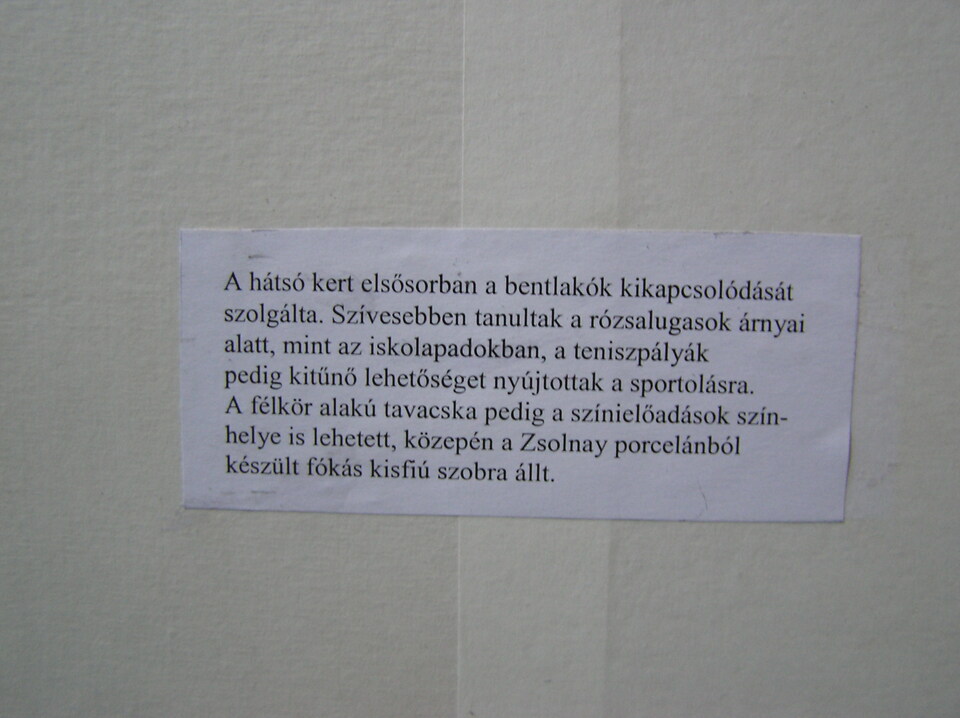 A hátsó kert elsősorban a bentlakók kikapcsolódását
szolgálta. Szívesebben tanultak a rózsalugasok árnyai
alatt, mint az iskolapadokban, a teniszpályák
pedig kitűnő lehetőséget nyújtottak a sportolásra.
A félkör alakú tavacska pedig a színielőadások szín-
helye is lehetett, közepén a Zsolnay porcelánból
készült fókás kisfiú szobra állt.